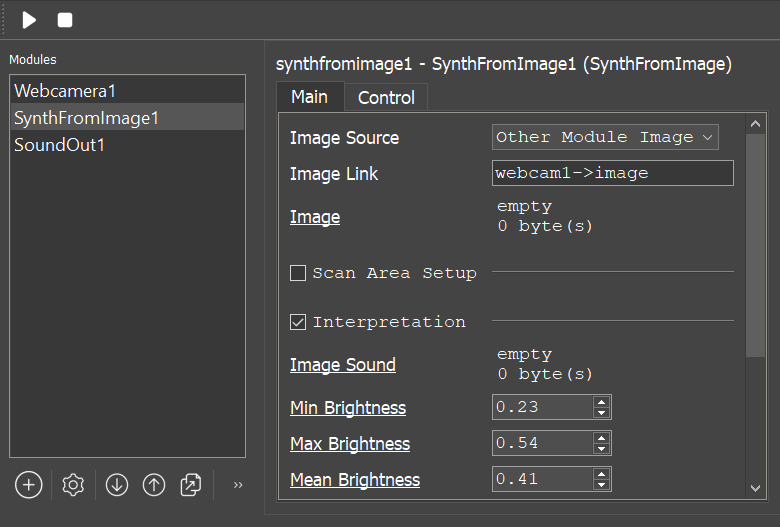 Modules
Webcamera1
SynthFromImage1
SoundOut1
synthfromimage1 - SynthFromImage1 (SynthFromImage)
Main Control
Image Source Other Module Image
Image Link webcam1->image
Image empty
0 byte(s)
Scan Area Setup
Interpretation
Image Sound empty
0 byte(s)
Min Brightness 0.23
Max Brightness 0.54
Mean Brightness 0.41